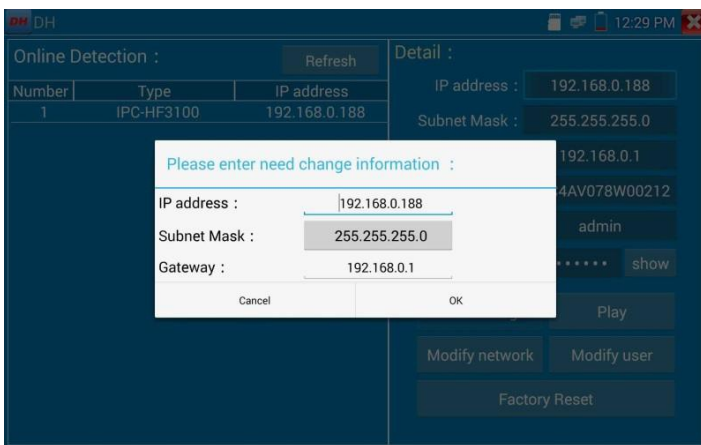 DH DH 12:29 PM
Online Detection : Refresh
Number Type IP address
1 IPC-HF3100 192.168.0.188
Detail :
IP address : 192.168.0.188
Subnet Mask : 255.255.255.0
192.168.0.1
4AV078W00212
admin
•••••• show
Play
Modify network Modify user
Factory Reset
Please enter need change information :
IP address : 192.168.0.188
Subnet Mask : 255.255.255.0
Gateway : 192.168.0.1
Cancel OK